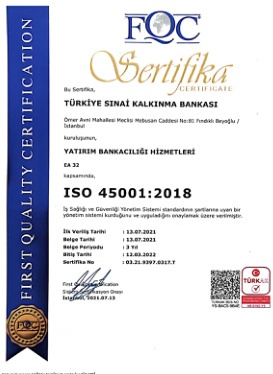 FQC
Sertifika
CERTIFICATE
Bu Sertifika,
TÜRKİYE SINAİ KALKINMA BANKASI
Ömer Avni Mahallesi Meclisi Mebusan Caddesi No:81 Fındıklı Beyoğlu /
İstanbul
kuruluşunun,
YATIRIM BANKACILIĞI HİZMETLERİ
EA 32
kapsamında,
ISO 45001:2018
İş Sağlığı ve Güvenliği Yönetim Sistemi standardının şartlarına uyan bir
yönetim sistemi kurduğunu ve uyguladığını onaylamak üzere verilmiştir.
İlk Veriliş Tarihi : 13.07.2021
Belge Tarihi : 13.07.2021
Belge Periyodu : 3 Yıl
Bitiş Tarihi : 12.03.2022
Sertifika No : 03.21.9397.0317.T
First Quality Certification
İstanbul, 2021.07.13
TÜRKAK
FIRST QUALITY CERTIFICATION
FQC